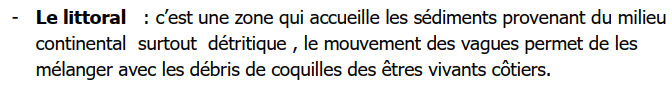 - Le littoral : c’est une zone qui accueille les sédiments provenant du milieu
continental surtout détritique , le mouvement des vagues permet de les
mélanger avec les débris de coquilles des êtres vivants côtiers.